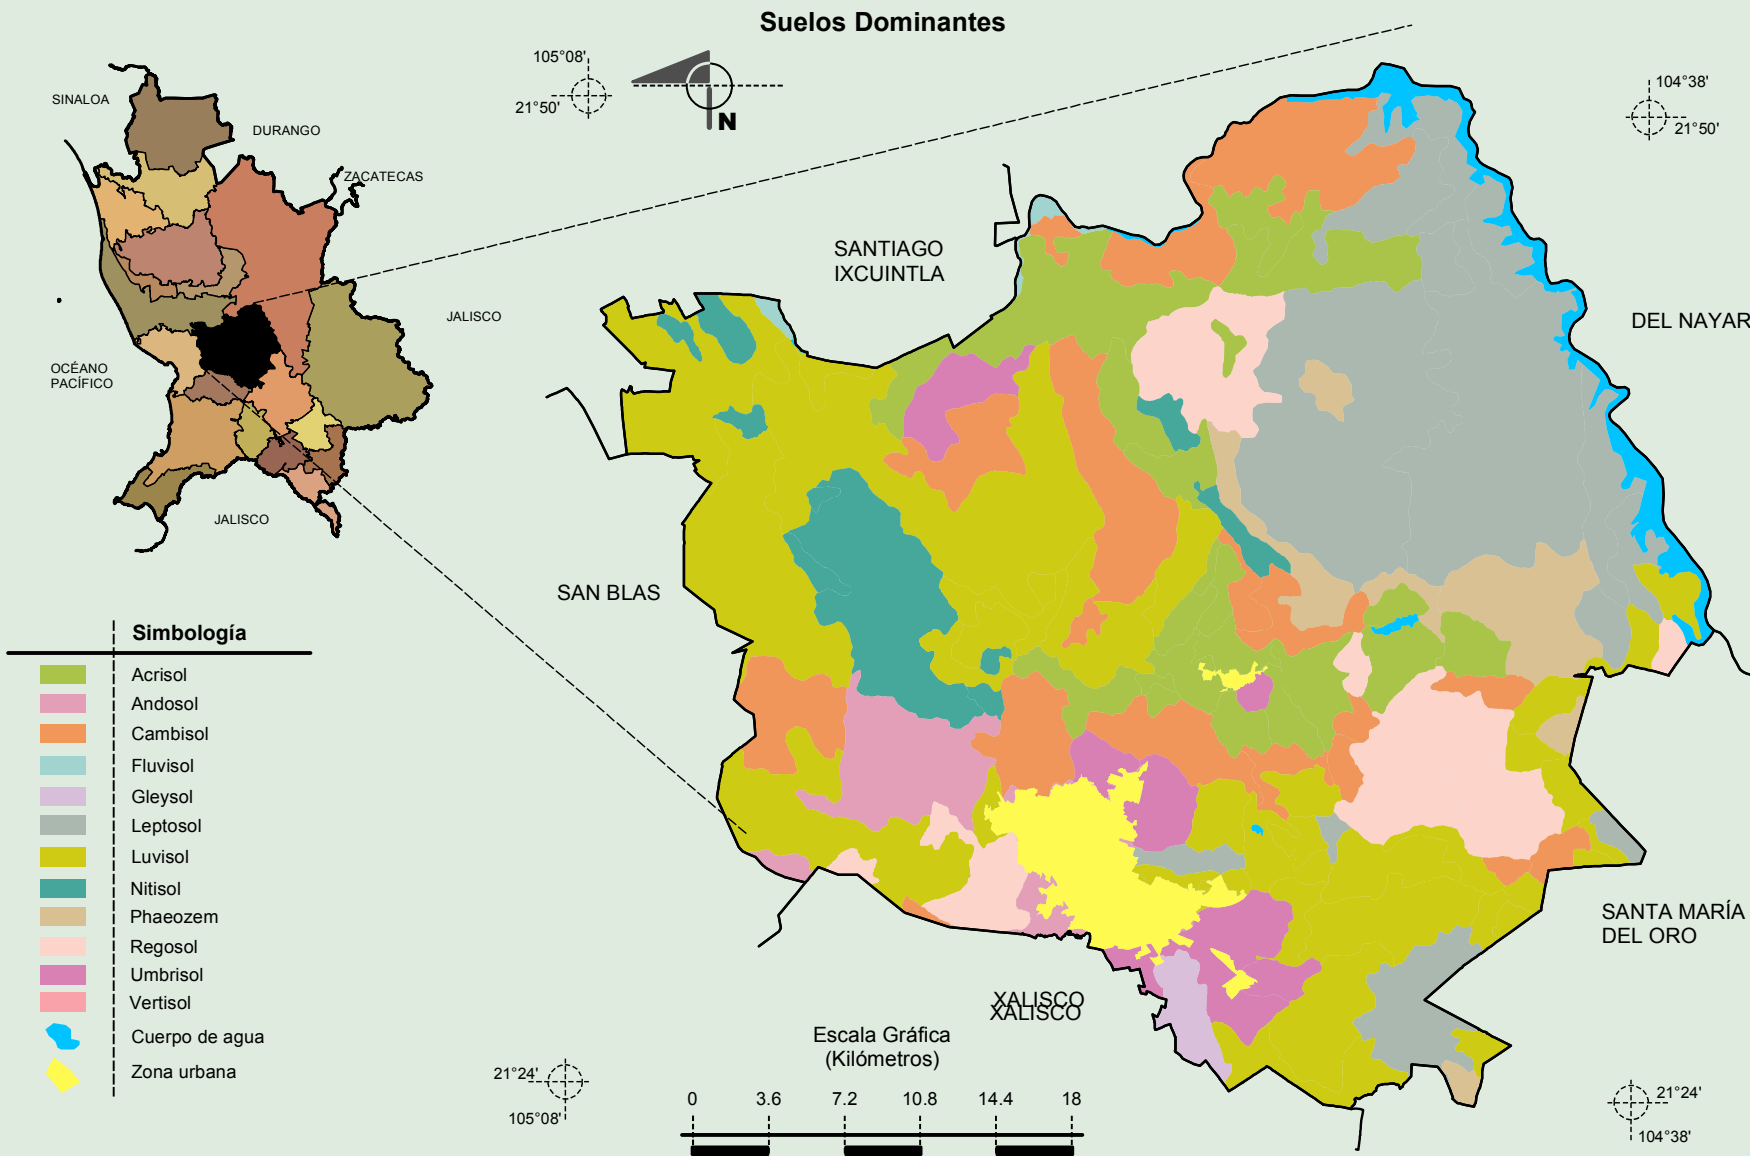 Suelos Dominantes
105°08'
21°50'
N
104°38'
21°50'
SINALOA
DURANGO
ZACATECAS
JALISCO
OCÉANO
PACÍFICO
JALISCO
SANTIAGO
IXCUINTLA
DEL NAYAR
SAN BLAS
SANTA MARÍA
DEL ORO
XALISCO
XALISCO
Simbología
Acrisol
Andosol
Cambisol
Fluvisol
Gleysol
Leptosol
Luvisol
Nitisol
Phaeozem
Regosol
Umbrisol
Vertisol
Cuerpo de agua
Zona urbana
Escala Gráfica
(Kilómetros)
0 3.6 7.2 10.8 14.4 18
21°24'
105°08'
21°24'
104°38'